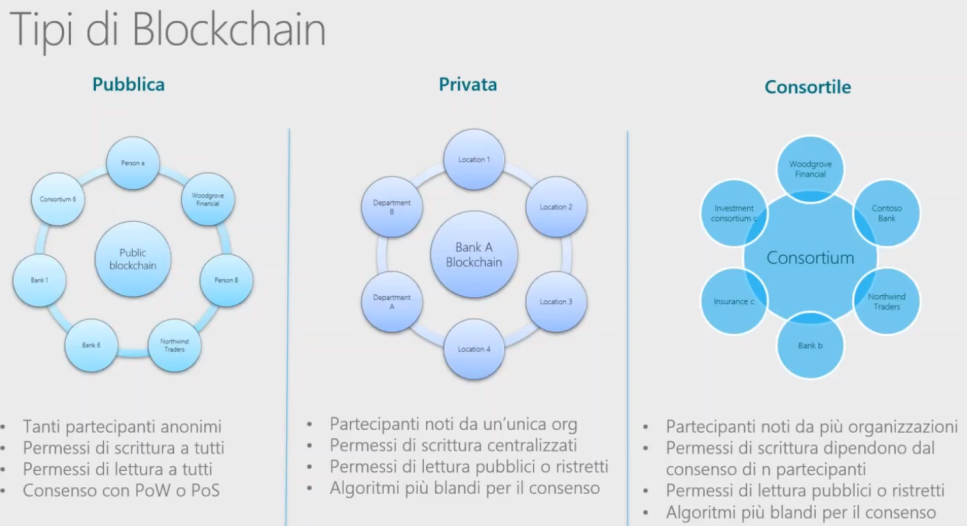 Tipi di Blockchain
Pubblica
Person a
Woodgrove
Financial
Person B
Northwind
Traders
Bank B
Bank 1
Consortium B
Public
blockchain
• Tanti partecipanti anonimi
• Permessi di scrittura a tutti
• Permessi di lettura a tutti
• Consenso con PoW o PoS
Privata
Location 1
Location 2
Location 3
Location 4
Department
A
Department
B
Bank A
Blockchain
• Partecipanti noti da un'unica org
• Permessi di scrittura centralizzati
• Permessi di lettura pubblici o ristretti
• Algoritmi più blandi per il consenso
Consortile
Woodgrove
Financial
Contoso
Bank
Northwind
Traders
Bank b
Insurance c
Investment
consortium c
Consortium
• Partecipanti noti da più organizzazioni
• Permessi di scrittura dipendono dal
consenso di n partecipanti
• Permessi di lettura pubblici o ristretti
• Algoritmi più blandi per il consenso